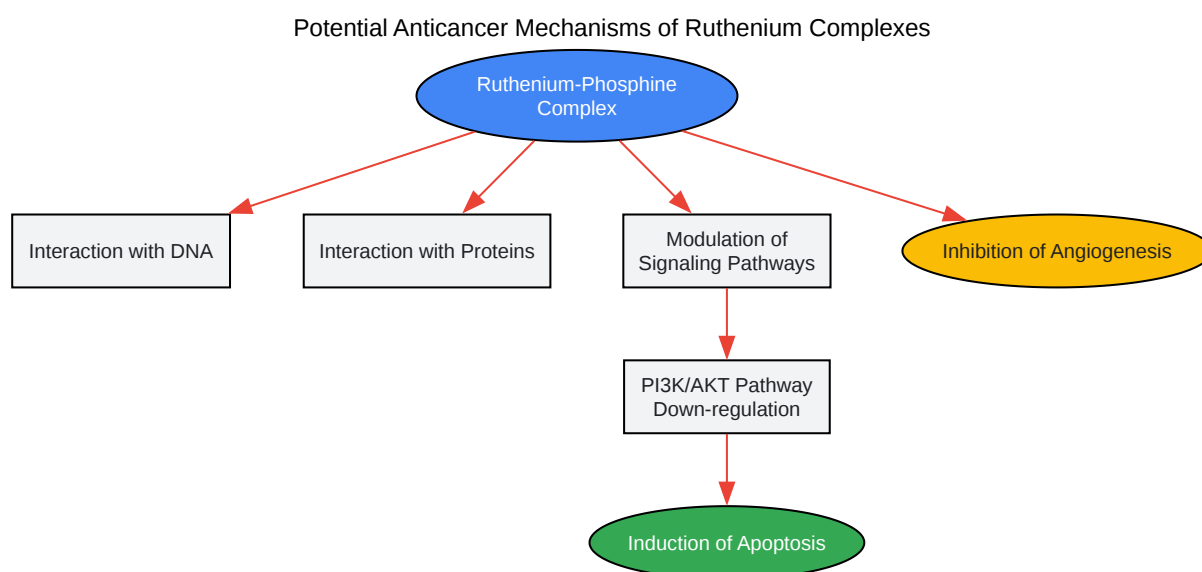 Potential Anticancer Mechanisms of Ruthenium Complexes
Ruthenium-Phosphine
Complex
Interaction with DNA
Interaction with Proteins
Modulation of
Signaling Pathways
Inhibition of Angiogenesis
PI3K/AKT Pathway
Down-regulation
Induction of Apoptosis